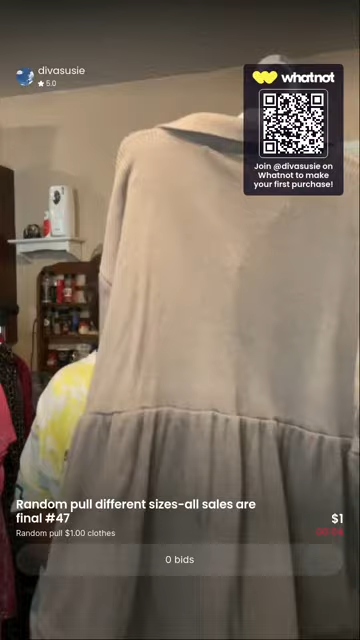 divasusie
★ 5.0
whatnot
Join @divasusie on
Whatnot to make
your first purchase!
Random pull different sizes-all sales are
final #47
$1
Random pull $1.00 clothes
0 bids